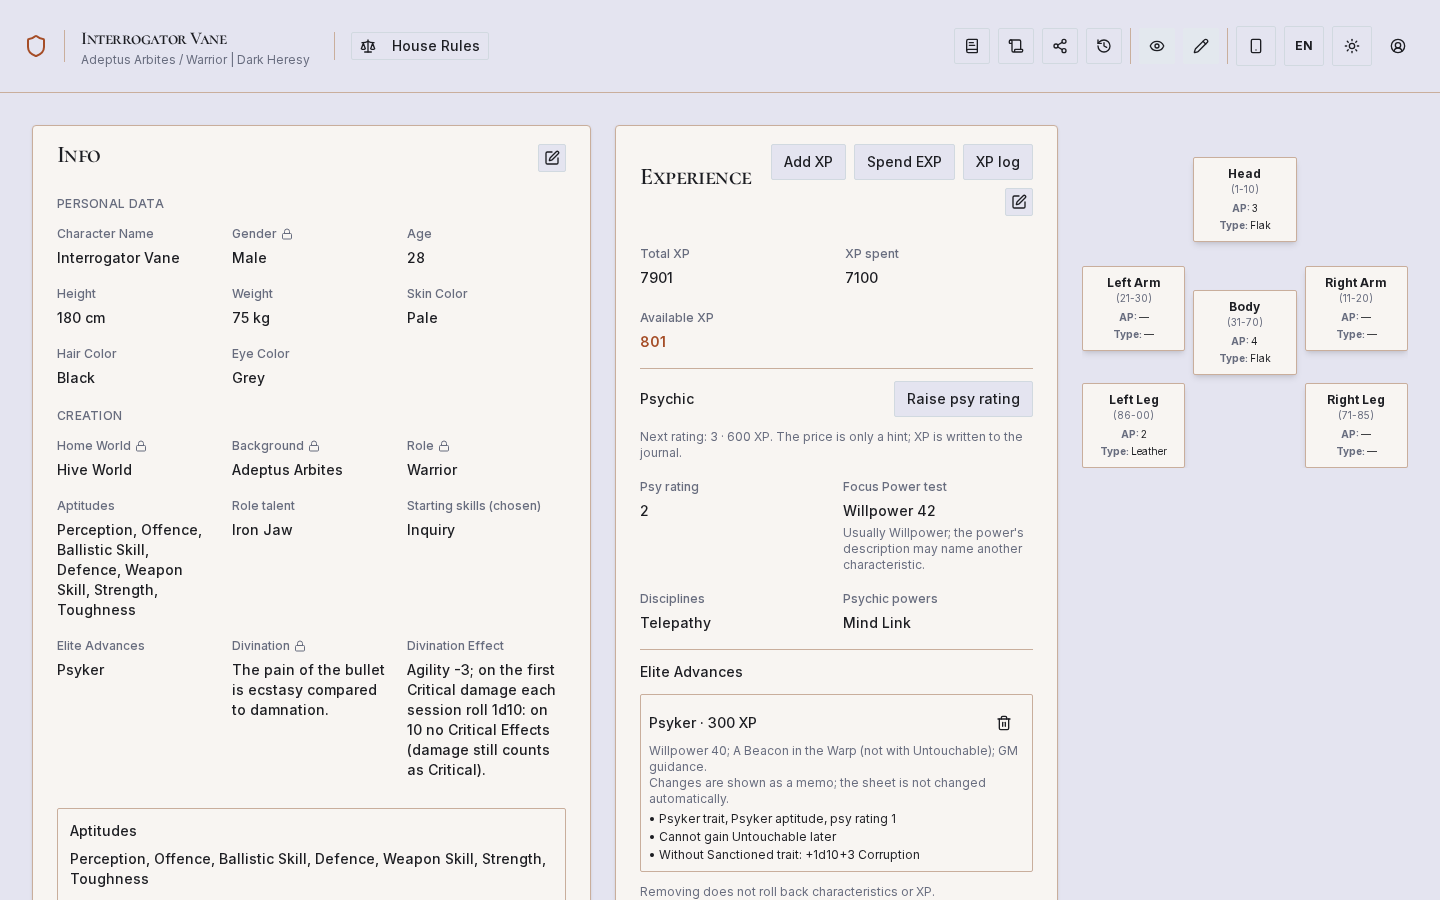 Interrogator Vane
Adeptus Arbites / Warrior | Dark Heresy
House Rules
EN
Info
PERSONAL DATA
Character Name
Interrogator Vane
Gender
Male
Age
28
Height
180 cm
Weight
75 kg
Skin Color
Pale
Hair Color
Black
Eye Color
Grey
CREATION
Home World
Hive World
Background
Adeptus Arbites
Role
Warrior
Aptitudes
Perception, Offence,
Ballistic Skill,
Defence, Weapon
Skill, Strength,
Toughness
Role talent
Iron Jaw
Starting skills (chosen)
Inquiry
Elite Advances
Psyker
Divination
The pain of the bullet
is ecstasy compared
to damnation.
Divination Effect
Agility -3; on the first
Critical damage each
session roll 1d10: on
10 no Critical Effects
(damage still counts
as Critical).
Aptitudes
Perception, Offence, Ballistic Skill, Defence, Weapon Skill, Strength,
Toughness
Experience
Add XP
Spend EXP
XP log
Total XP
7901
XP spent
7100
Available XP
801
Psychic
Raise psy rating
Next rating: 3 · 600 XP. The price is only a hint; XP is written to the
journal.
Psy rating
2
Focus Power test
Willpower 42
Usually Willpower; the power's
description may name another
characteristic.
Disciplines
Telepathy
Psychic powers
Mind Link
Elite Advances
Psyker · 300 XP
Willpower 40; A Beacon in the Warp (not with Untouchable); GM
guidance.
Changes are shown as a memo; the sheet is not changed
automatically.
• Psyker trait, Psyker aptitude, psy rating 1
• Cannot gain Untouchable later
• Without Sanctioned trait: +1d10+3 Corruption
Removing does not roll back characteristics or XP.
Head
(1-10)
AP: 3
Type: Flak
Left Arm
(21-30)
AP: —
Type: —
Body
(31-70)
AP: 4
Type: Flak
Right Arm
(11-20)
AP: —
Type: —
Left Leg
(86-00)
AP: 2
Type: Leather
Right Leg
(71-85)
AP: —
Type: —